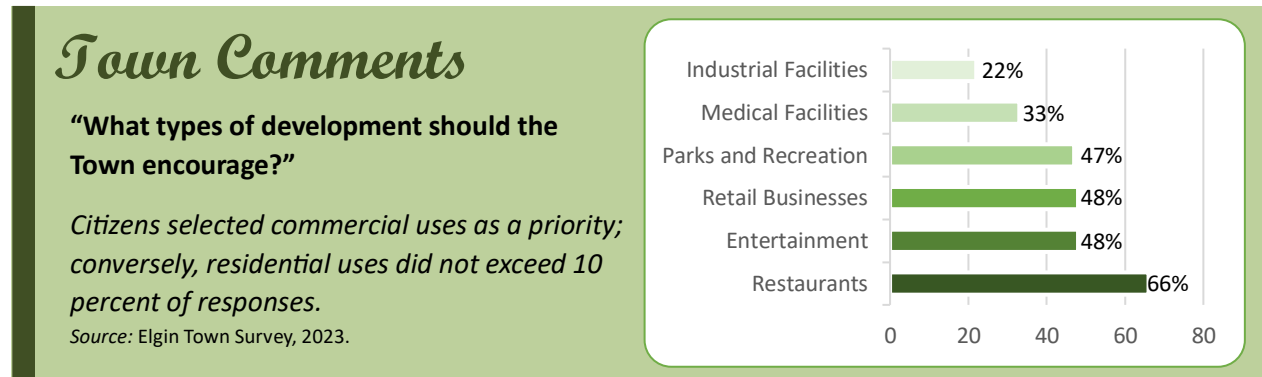 Town Comments
“What types of development should the
Town encourage?”
Citizens selected commercial uses as a priority;
conversely, residential uses did not exceed 10
percent of responses.
Source: Elgin Town Survey, 2023.
Industrial Facilities 22%
Medical Facilities 33%
Parks and Recreation 47%
Retail Businesses 48%
Entertainment 48%
Restaurants 66%
0 20 40 60 80